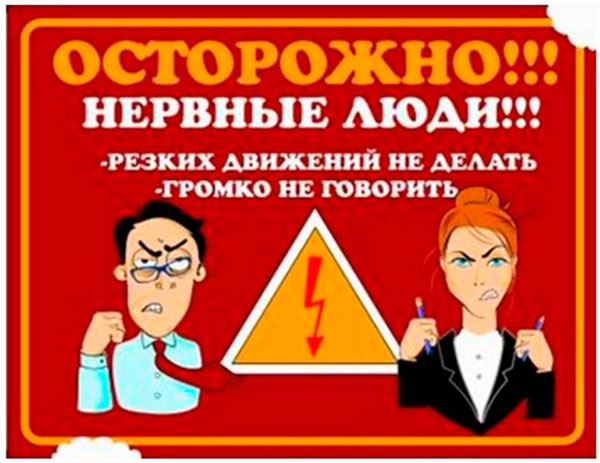 ОСТОРОЖНО!!!
НЕРВНЫЕ ЛЮДИ!!!
-РЕЗКИХ ДВИЖЕНИЙ НЕ ДЕЛАТЬ
-ГРОМКО НЕ ГОВОРИТЬ